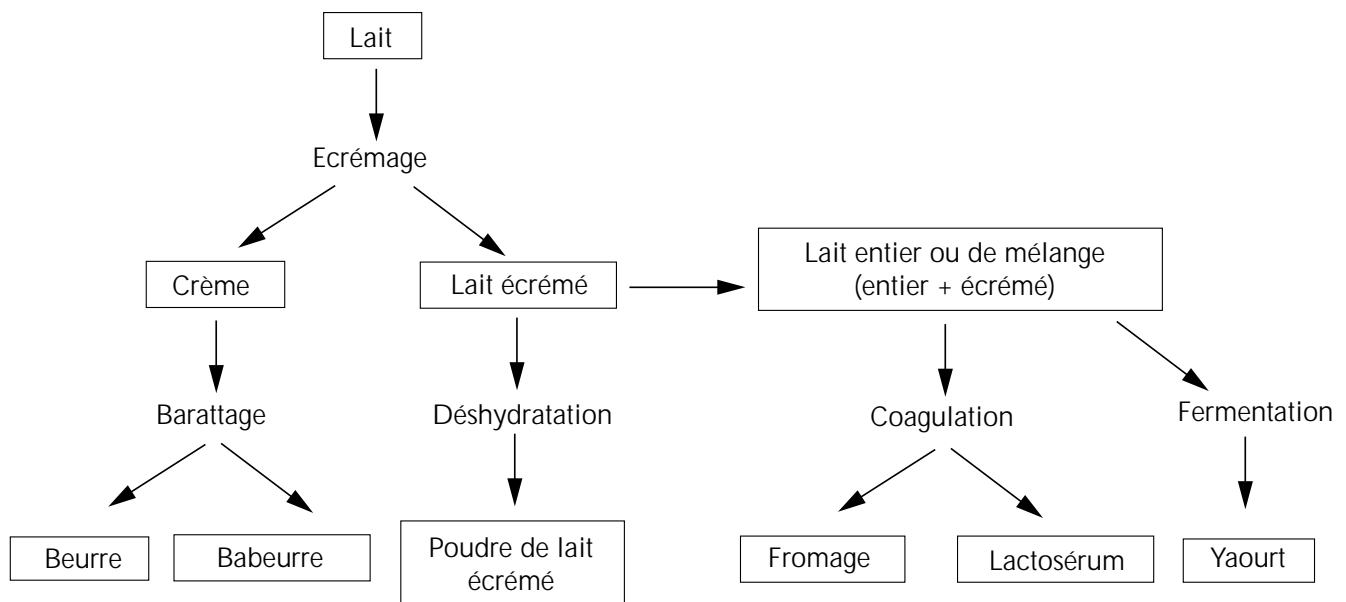 Lait
Ecrémage
Crème
Lait écrémé
Lait entier ou de mélange
(entier + écrémé)
Barattage
Déshydratation
Coagulation
Fermentation
Beurre
Babeurre
Poudre de lait
écrémé
Fromage
Lactosérum
Yaourt